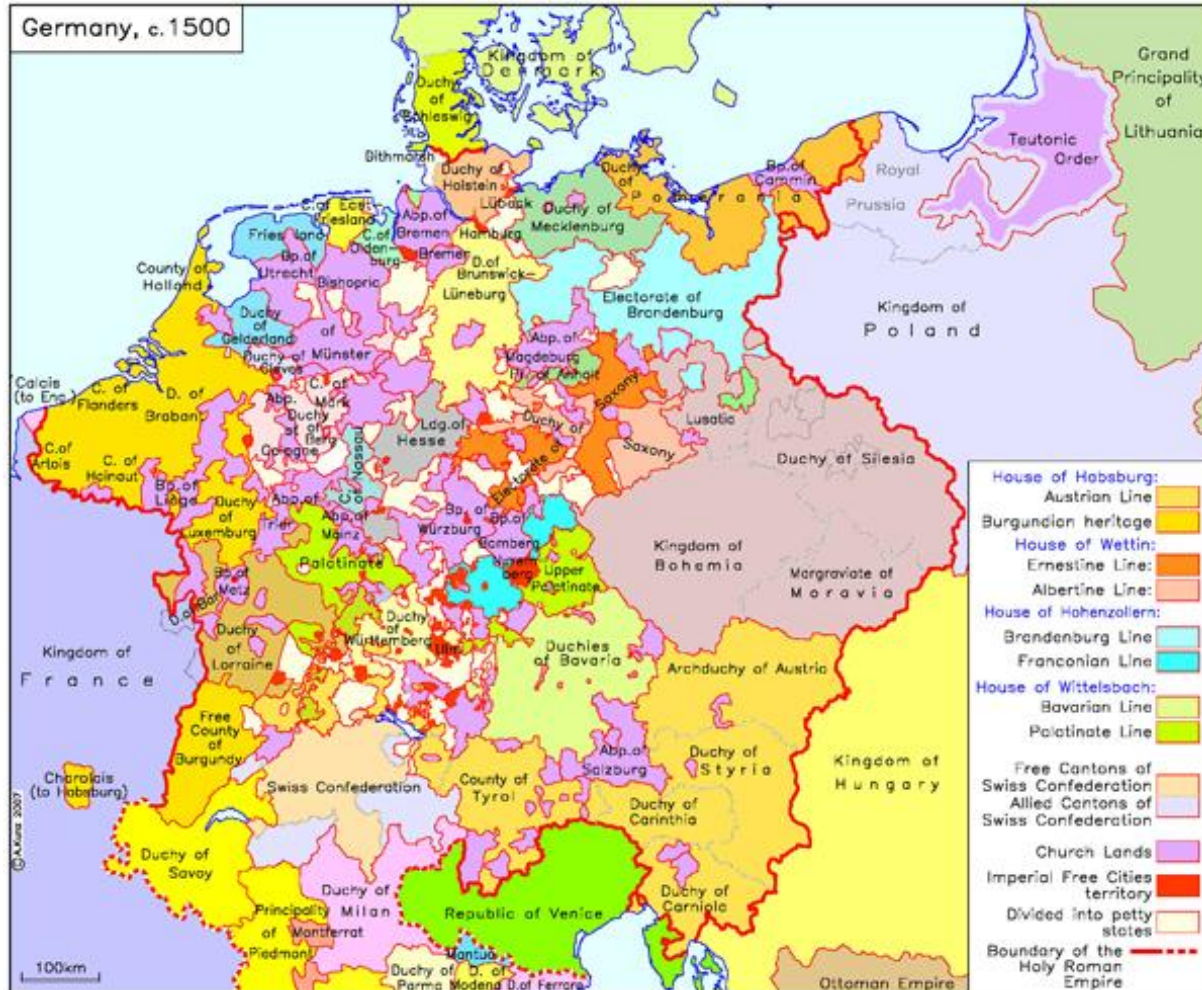 Germany, c.1500
Kingdom of
Denmark
Grand
Principality
of
Lithuania
Duchy
of
Schleswig
Teutonic
Order
Dithmarsh
Duchy of
Holstein
Lübeck
Duchy
of
Pomerania
Bp.of
Cammin
Royal
Prussia
C. of East-
Friesland
Friesland
C.of
Olden-
burg
Abp.of
Bremen
Hamburg
Bremen
Duchy of
Mecklenburg
County of
Holland
Bp.of
Utrecht
Bishopric
of
Münster
D.of
Brunswick-
Lüneburg
Electorate of
Brandenburg
Kingdom of
Poland
Duchy
of
Gelderland
Duchy of
Cleves
Abp. of
Magdeburg
Pr. of Anhalt
Calais
(to Eng.)
C. of
Flanders
D. of
Brabant
C. of
Mark
Abp.
of
Cologne
Duchy
of
Berg
Ldg.of
Hesse
Saxony
Duchy of
Saxony
Electorate of
Lusatia
Duchy of Silesia
C.of
Artois
C. of
Hainaut
Bp.of
Liège
C. of Nassau
Duchy
of
Luxemburg
Abp.of
Trier
Abp.of
Mainz
Bp. of
Würzburg
Bp.of
Bamberg
Palatinate
Upper
Palatinate
Kingdom of
Bohemia
Margraviate of
Moravia
Bp.of
Metz
D.of Bar
Duchy
of
Lorraine
Duchy
of
Württemberg
Ulm
Duchies
of Bavaria
Archduchy of Austria
Kingdom of
France
Free
County
of
Burgundy
Charolais
(to Habsburg)
Swiss Confederation
County of
Tyrol
Abp.of
Salzburg
Duchy of
Styria
Duchy of
Carinthia
Kingdom of
Hungary
Duchy of
Savoy
Principality
of
Piedmont
Montferrat
Duchy of
Milan
Republic of Venice
Duchy of
Carniola
Mantua
Duchy of
Parma
D. of
Modena
D.of Ferrara
Ottoman Empire
100km
©A.Kunz 2007
House of Habsburg:
Austrian Line
Burgundian heritage
House of Wettin:
Ernestine Line:
Albertine Line:
House of Hohenzollern:
Brandenburg Line
Franconian Line
House of Wittelsbach:
Bavarian Line
Palatinate Line
Free Cantons of
Swiss Confederation
Allied Cantons of
Swiss Confederation
Church Lands
Imperial Free Cities
territory
Divided into petty
states
Boundary of the
Holy Roman
Empire